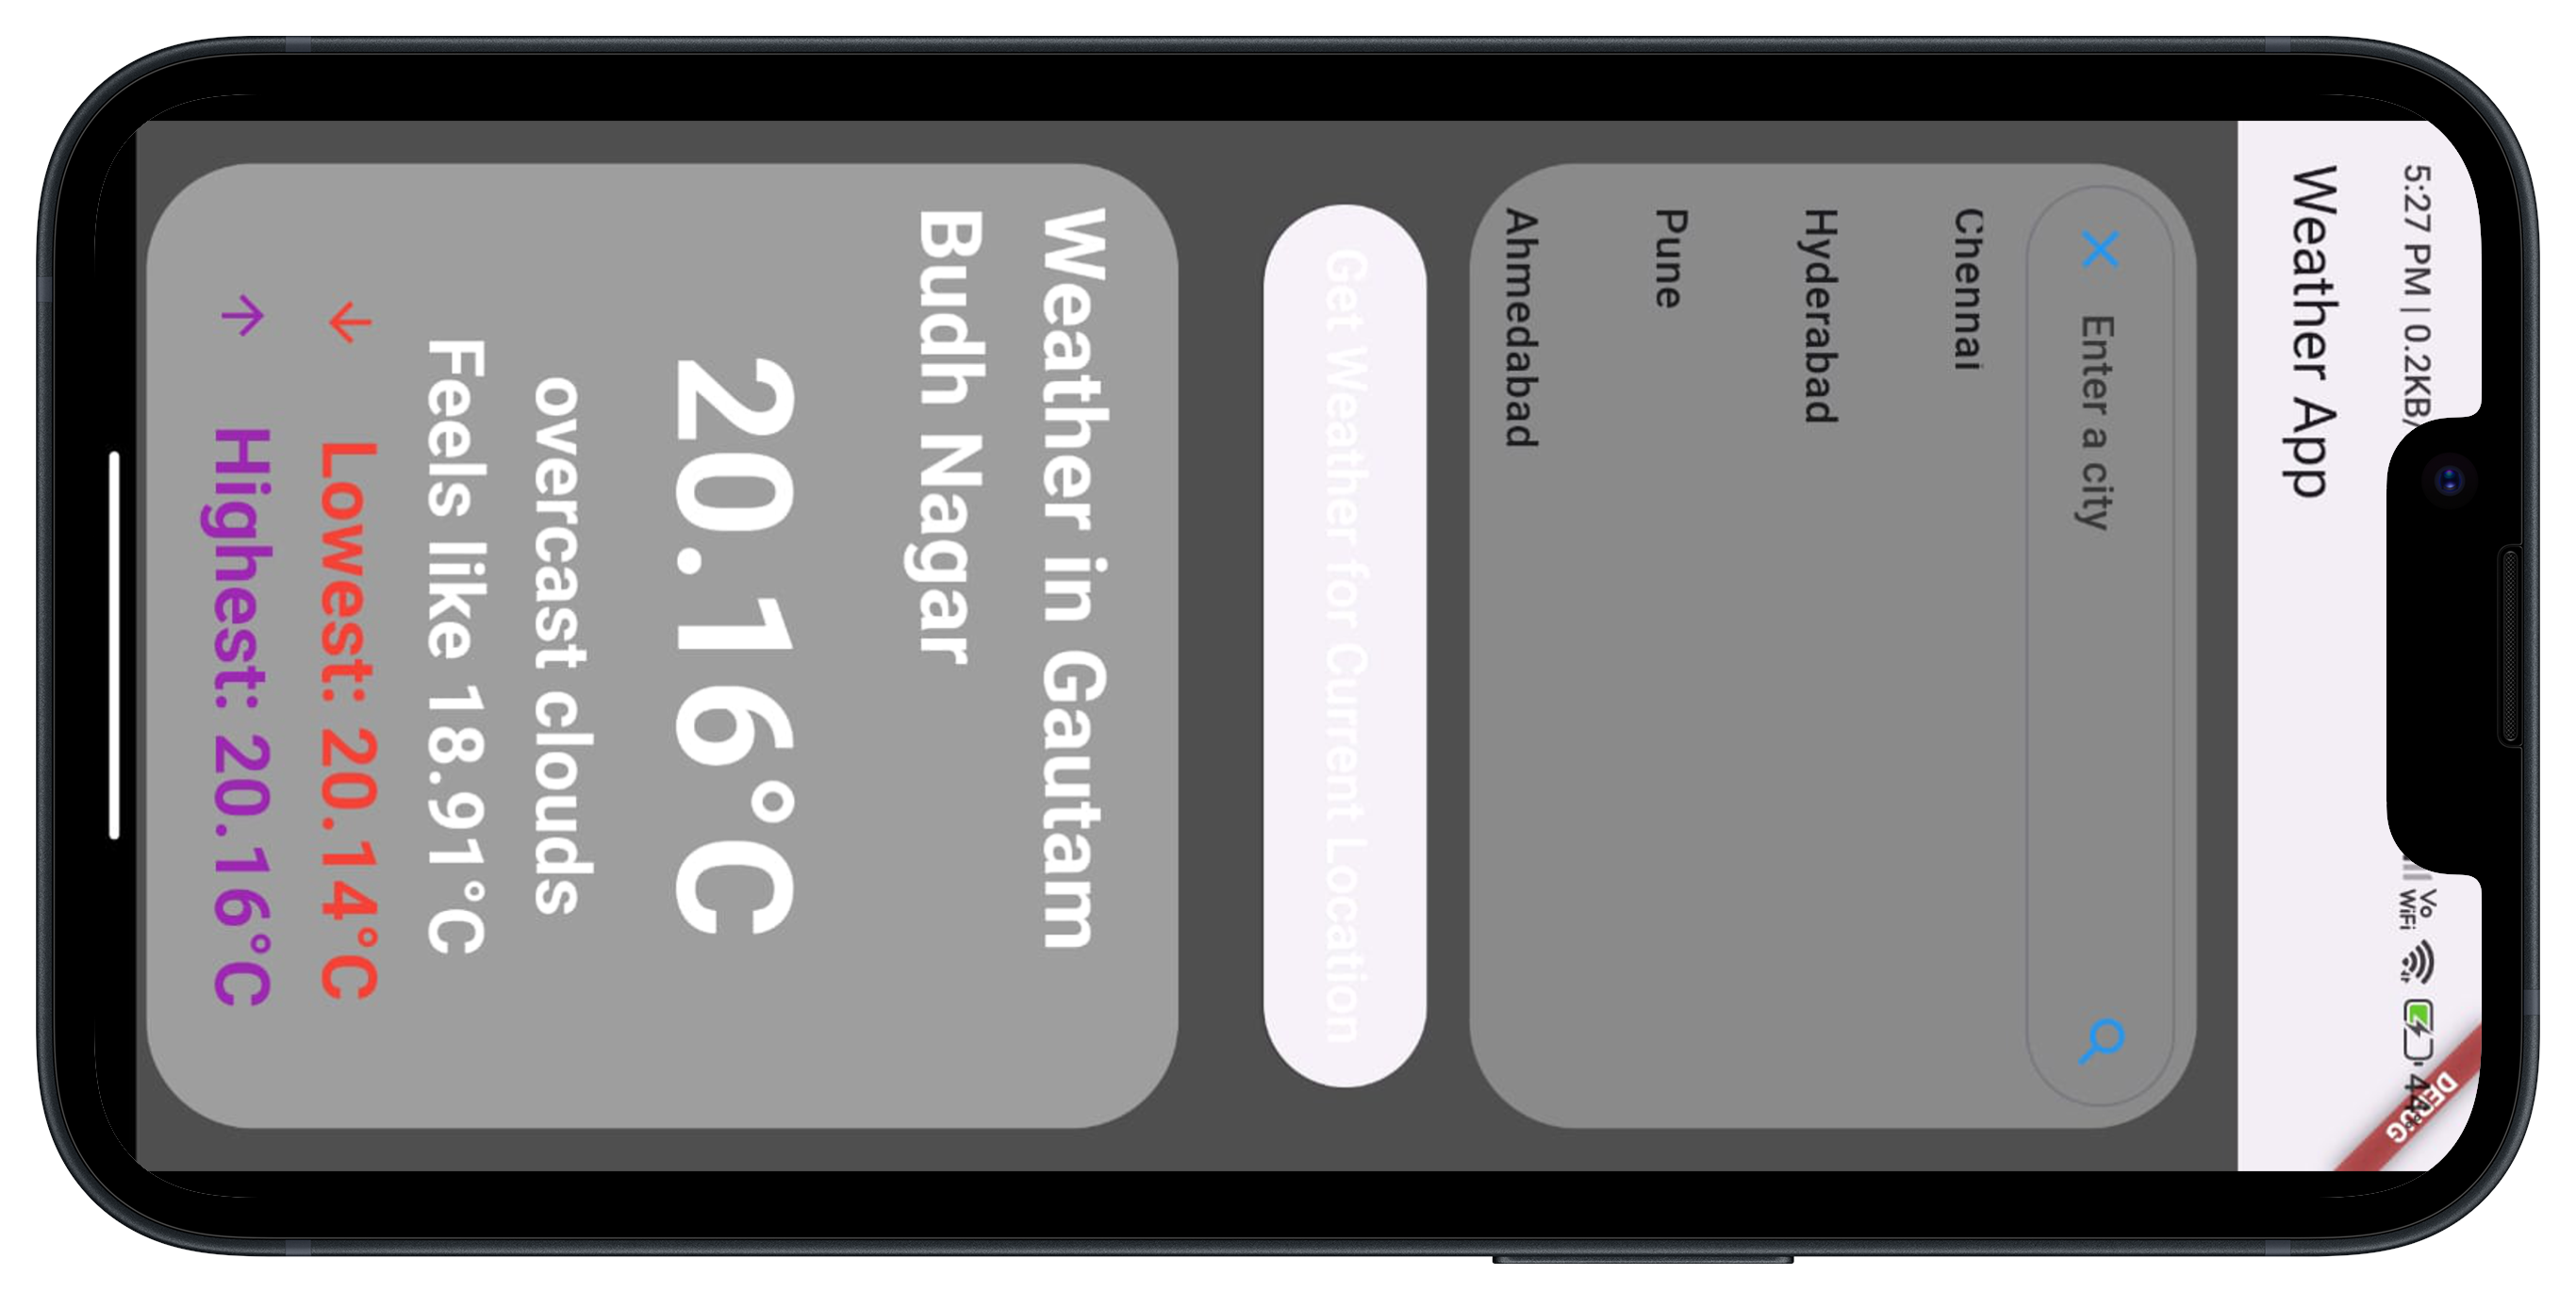 5:27 PM | 0.2KB/
Vo
WiFi
DEBUG
Weather App
Enter a city
Chennai
Hyderabad
Pune
Ahmedabad
Get Weather for Current Location
Weather in Gautam
Budh Nagar
20.16°C
overcast clouds
Feels like 18.91°C
Lowest: 20.14°C
Highest: 20.16°C